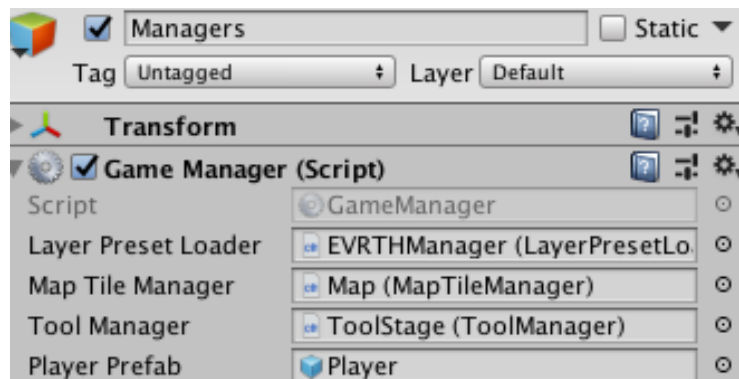 Managers Static
Tag Untagged Layer Default
Transform
Game Manager (Script)
Script GameManager
Layer Preset Loader EVRTHManager (LayerPresetLo
Map Tile Manager Map (MapTileManager)
Tool Manager ToolStage (ToolManager)
Player Prefab Player